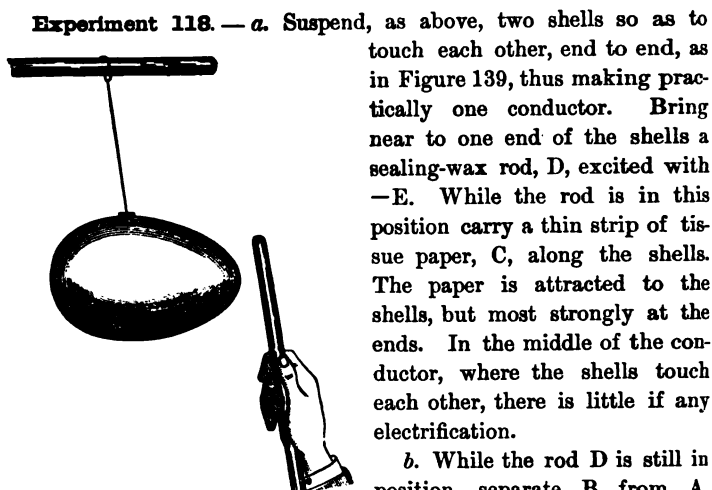 Experiment 118. — a. Suspend, as above, two shells so as to
touch each other, end to end, as
in Figure 139, thus making prac-
tically one conductor. Bring
near to one end of the shells a
sealing-wax rod, D, excited with
—E. While the rod is in this
position carry a thin strip of tis-
sue paper, C, along the shells.
The paper is attracted to the
shells, but most strongly at the
ends. In the middle of the con-
ductor, where the shells touch
each other, there is little if any
electrification.
b. While the rod D is still in
position, separate B from A,